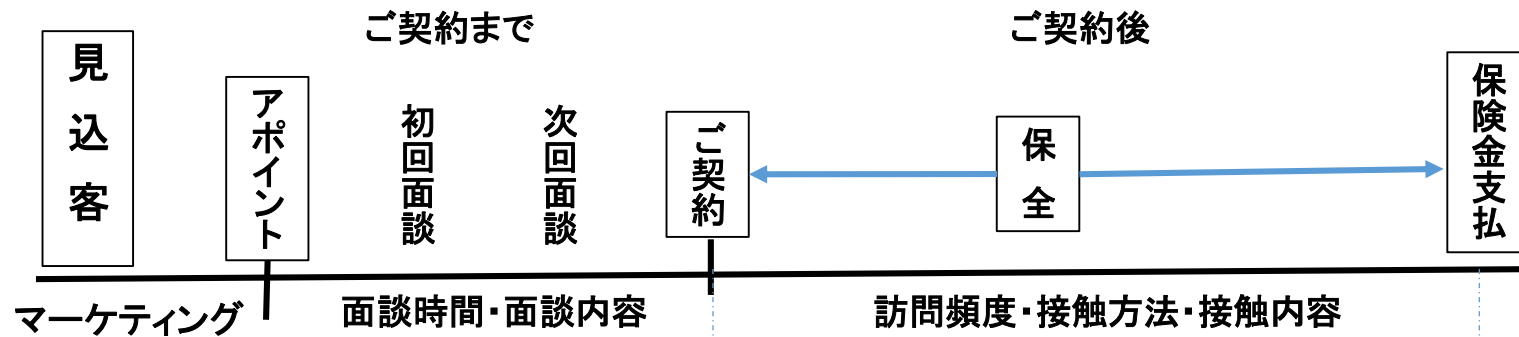 ご契約まで
ご契約後
見込客
アポイント
初回面談
次回面談
ご契約
保全
保険金支払
マーケティング
面談時間・面談内容
訪問頻度・接触方法・接触内容